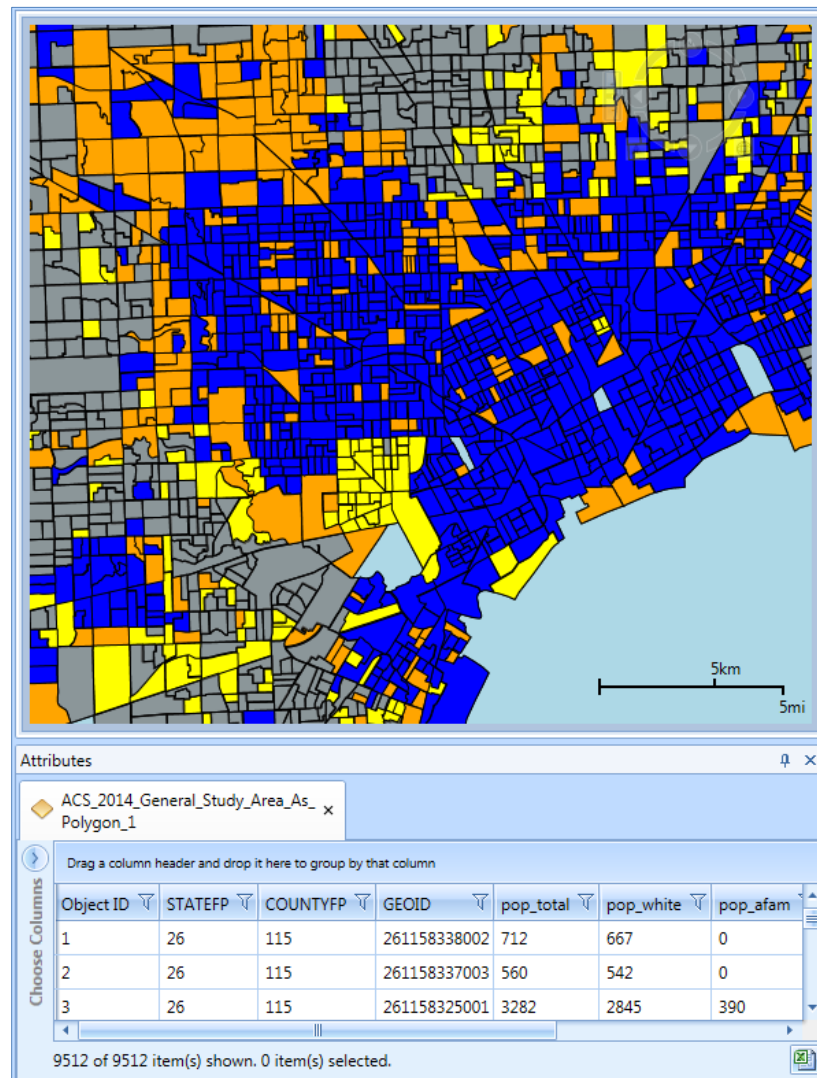 5km
5mi
Attributes
ACS_2014_General_Study_Area_As_
Polygon_1
Drag a column header and drop it here to group by that column
Choose Columns
Object ID STATEFP COUNTYFP GEOID pop_total pop_white pop_afam
1 26 115 261158338002 712 667 0
2 26 115 261158337003 560 542 0
3 26 115 261158325001 3282 2845 390
9512 of 9512 item(s) shown. 0 item(s) selected.